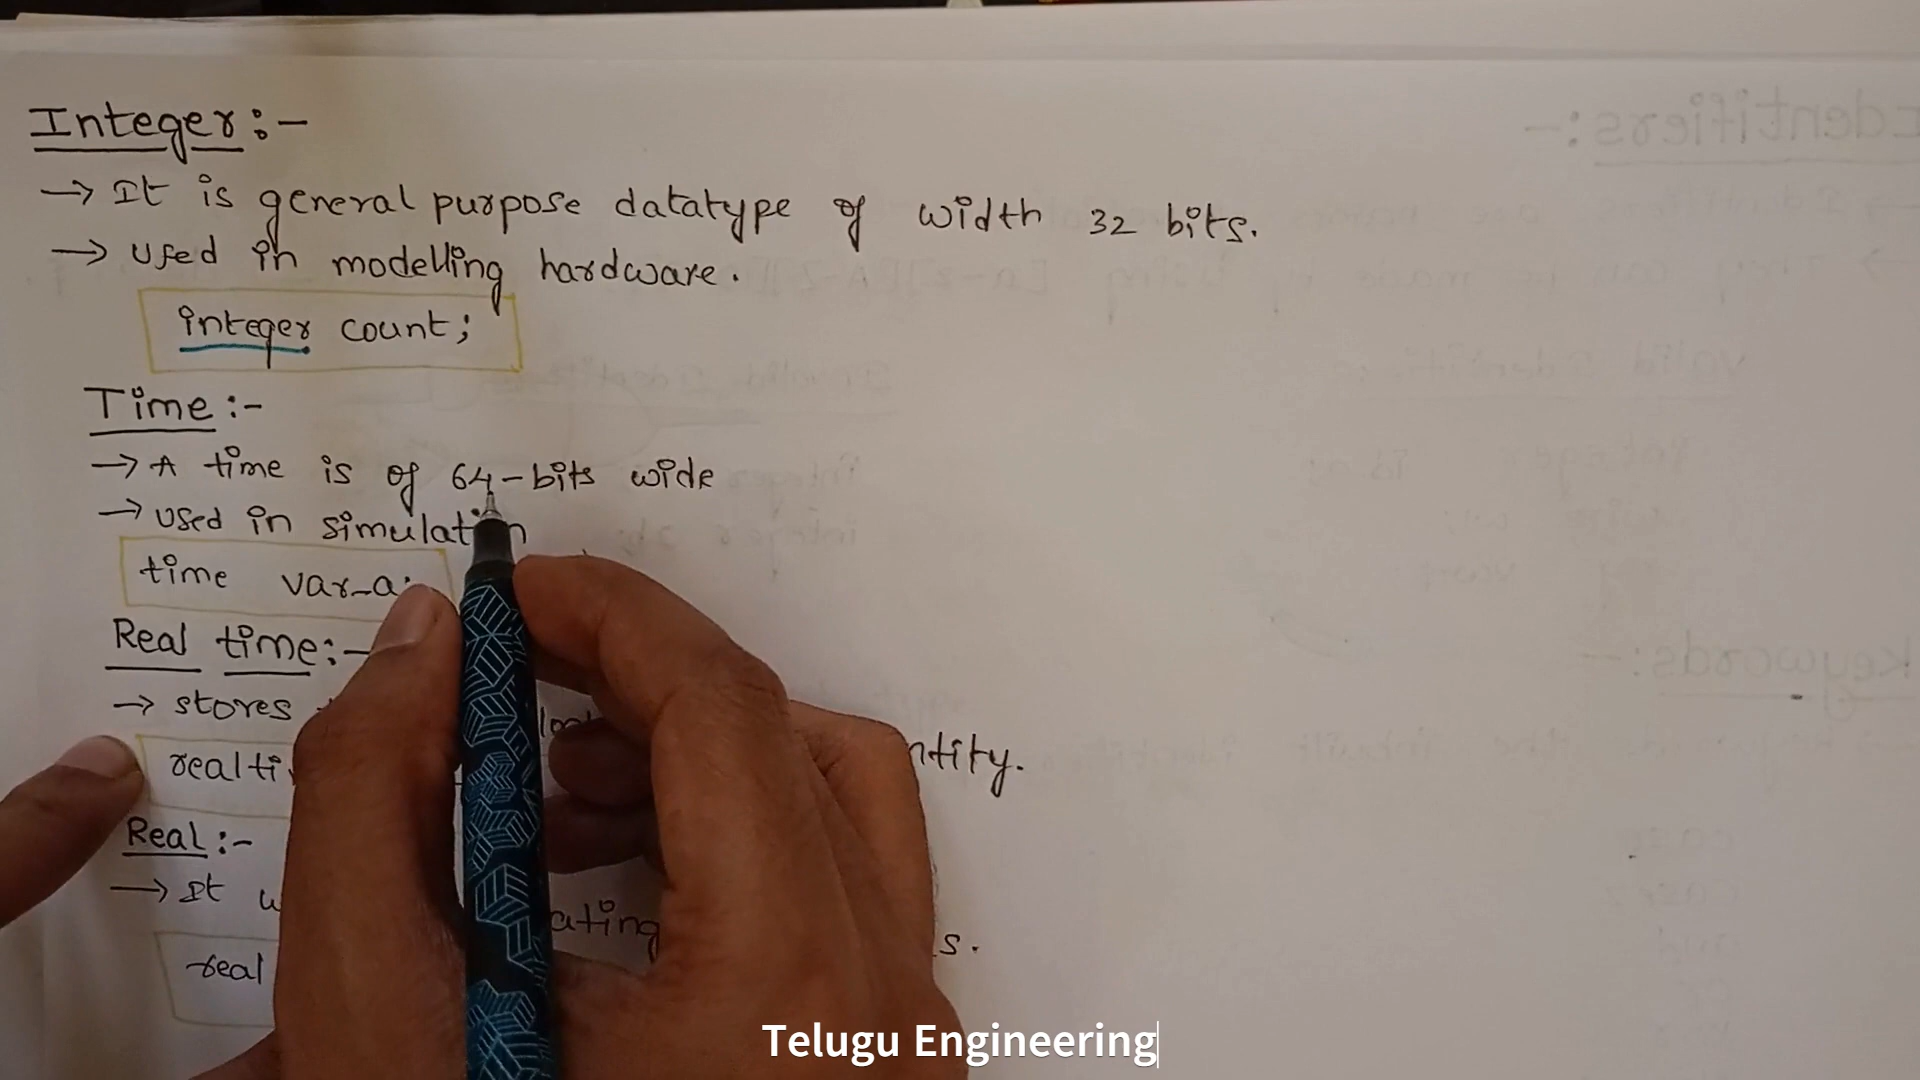 Integer:-
→ It is general purpose datatype of width 32 bits.
→ Used in modelling hardware.
integer count;
Time:-
→ A time is of 64-bits wide
→ Used in simulation
time var_a;
Real time:-
→ stores
ntity.
realti
Real:-
→ It
ating
s.
real
Telugu Engineering